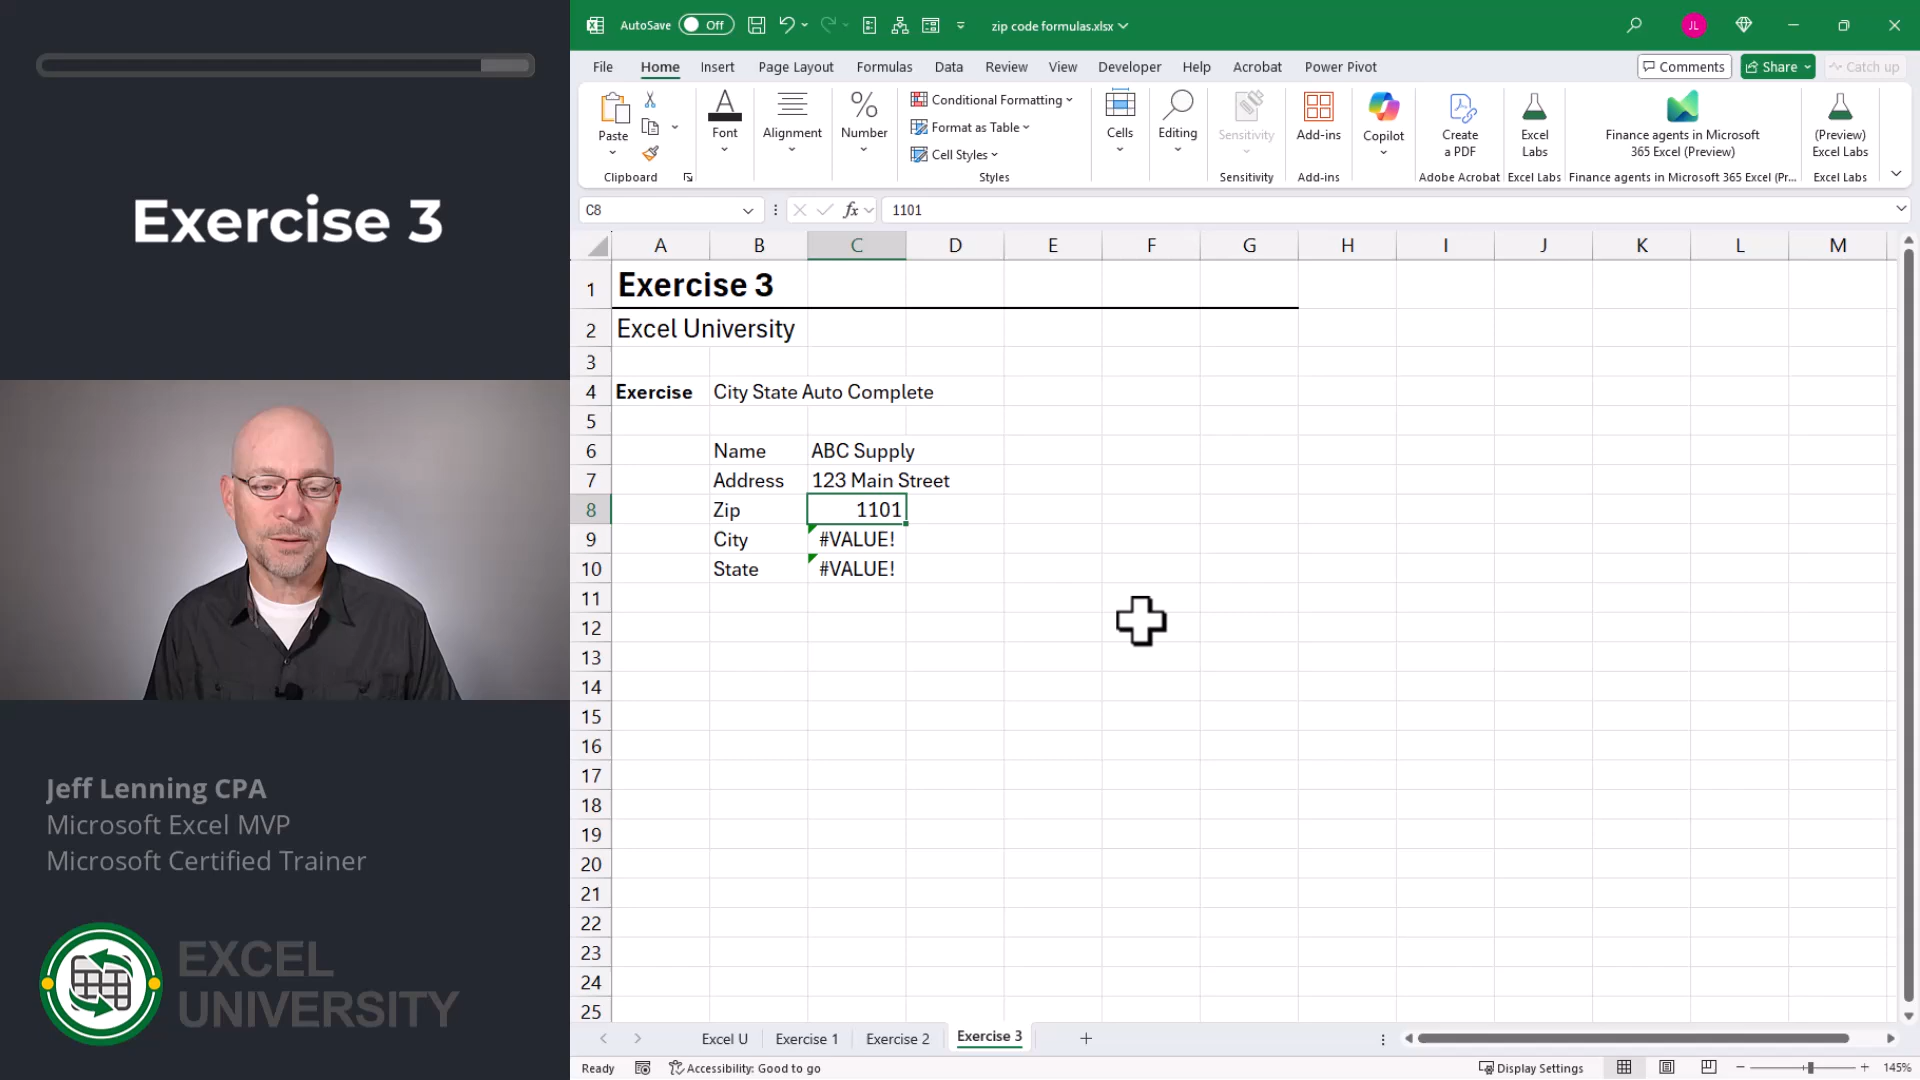 Exercise 3
Jeff Lenning CPA
Microsoft Excel MVP
Microsoft Certified Trainer
EXCEL
UNIVERSITY
AutoSave Off zip code formulas.xlsx JL
File Home Insert Page Layout Formulas Data Review View Developer Help Acrobat Power Pivot Comments Share Catch up
Paste
Clipboard
Font
Alignment
Number
Conditional Formatting
Format as Table
Cell Styles
Styles
Cells
Editing
Sensitivity
Sensitivity
Add-ins
Add-ins
Copilot
Create
a PDF
Adobe Acrobat
Excel
Labs
Excel Labs
Finance agents in Microsoft
365 Excel (Preview)
Finance agents in Microsoft 365 Excel (Pr...
(Preview)
Excel Labs
Excel Labs
C8 fx 1101
A B C D E F G H I J K L M
1 Exercise 3
2 Excel University
3
4 Exercise City State Auto Complete
5
6 Name ABC Supply
7 Address 123 Main Street
8 Zip 1101
9 City #VALUE!
10 State #VALUE!
11
12
13
14
15
16
17
18
19
20
21
22
23
24
25
Excel U Exercise 1 Exercise 2 Exercise 3
Ready Accessibility: Good to go Display Settings 145%